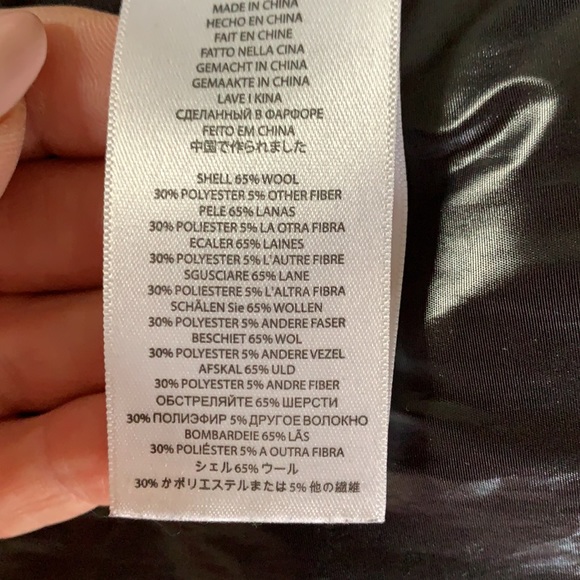 MADE IN CHINA
HECHO EN CHINA
FAIT EN CHINE
FATTO NELLA CINA
GEMACHT IN CHINA
GEMAAKTE IN CHINA
LAVE I KINA
СДЕЛАННЫЙ В ФАРФОРЕ
FEITO EM CHINA
中国で作られました
SHELL 65% WOOL
30% POLYESTER 5% OTHER FIBER
PELE 65% LANAS
30% POLIESTER 5% LA OTRA FIBRA
ECALER 65% LAINES
30% POLYESTER 5% L'AUTRE FIBRE
SGUSCIARE 65% LANE
30% POLIESTERE 5% L'ALTRA FIBRA
SCHÄLEN Sie 65% WOLLEN
30% POLYESTER 5% ANDERE FASER
BESCHIET 65% WOL
30% POLYESTER 5% ANDERE VEZEL
AFSKAL 65% ULD
30% POLYESTER 5% ANDRE FIBER
ОБСТРЕЛЯЙТЕ 65% ШЕРСТИ
30% ПОЛИЭФИР 5% ДРУГОЕ ВОЛОКНО
BOMBARDEIE 65% LÃS
30% POLIÉSTER 5% A OUTRA FIBRA
シェル 65% ウール
30% かポリエステルまたは 5% 他の繊維